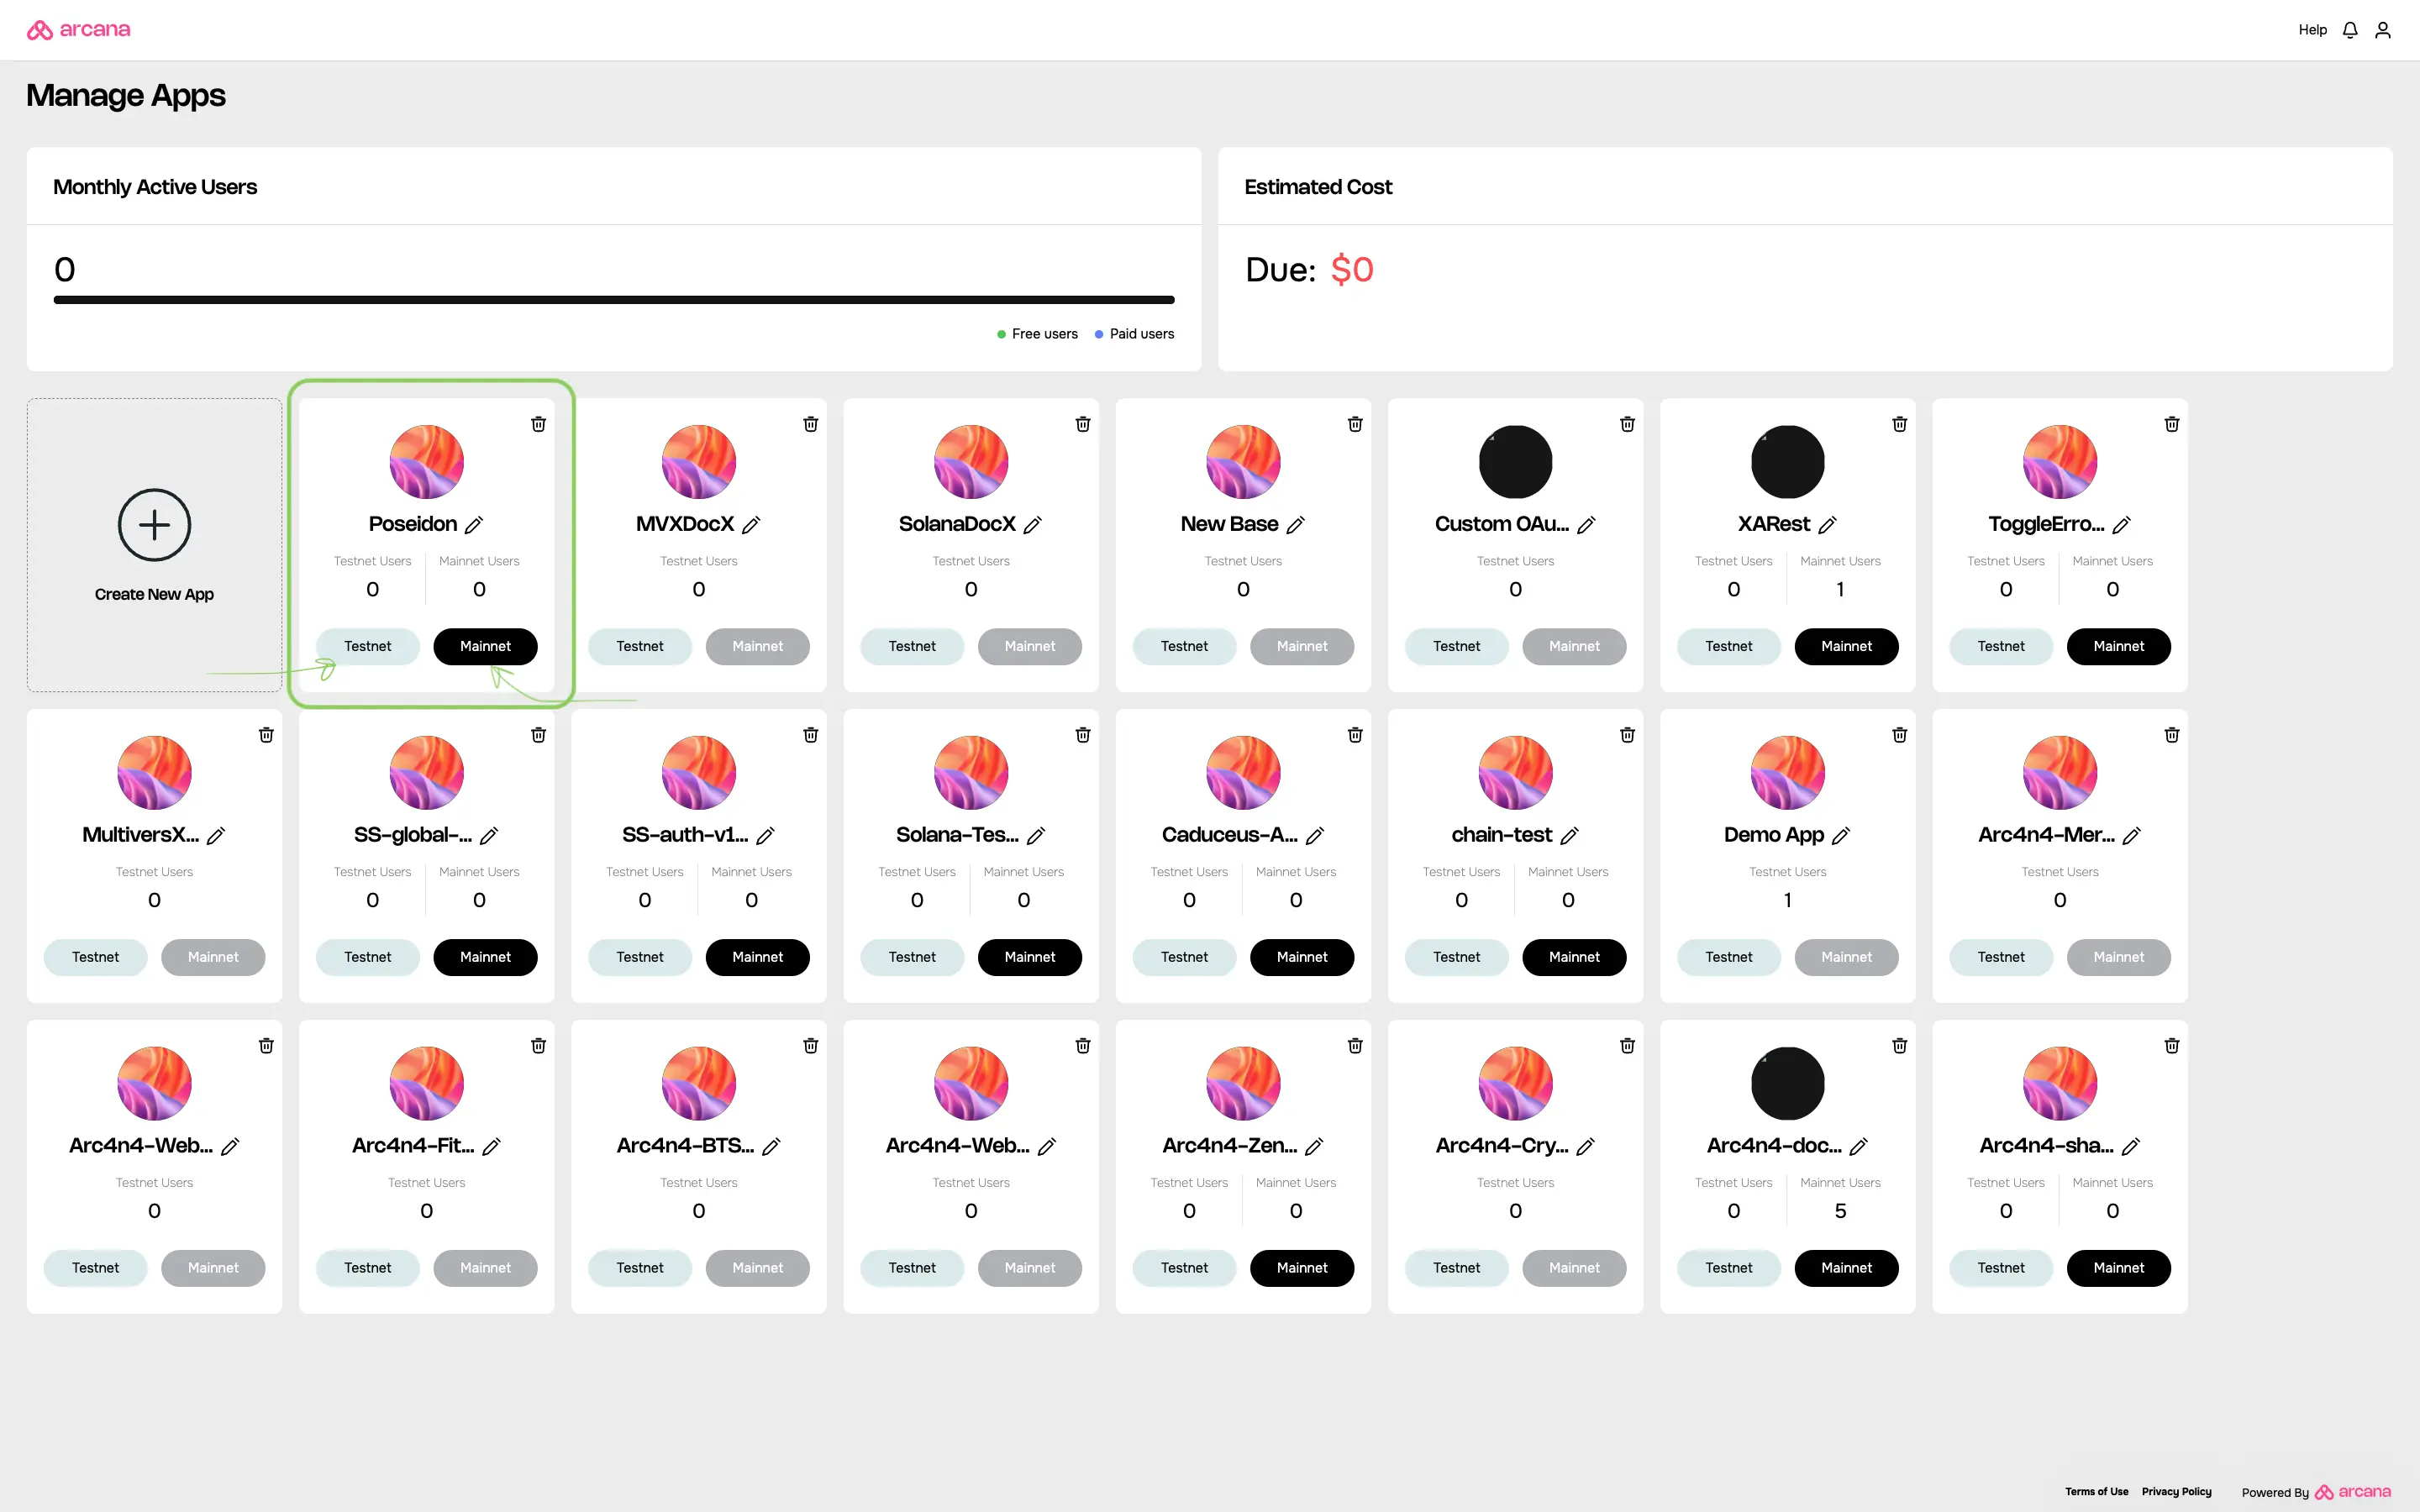 arcana
Help
Manage Apps
Monthly Active Users
0
Free users Paid users
Estimated Cost
Due: $0
Create New App
Poseidon
Testnet Users Mainnet Users
0 0
Testnet Mainnet
MVXDocX
Testnet Users
0
Testnet Mainnet
SolanaDocX
Testnet Users
0
Testnet Mainnet
New Base
Testnet Users
0
Testnet Mainnet
Custom OAu...
Testnet Users
0
Testnet Mainnet
XARest
Testnet Users Mainnet Users
0 1
Testnet Mainnet
ToggleErro...
Testnet Users Mainnet Users
0 0
Testnet Mainnet
MultiversX...
Testnet Users
0
Testnet Mainnet
SS-global-...
Testnet Users Mainnet Users
0 0
Testnet Mainnet
SS-auth-v1...
Testnet Users Mainnet Users
0 0
Testnet Mainnet
Solana-Tes...
Testnet Users Mainnet Users
0 0
Testnet Mainnet
Caduceus-A...
Testnet Users Mainnet Users
0 0
Testnet Mainnet
chain-test
Testnet Users Mainnet Users
0 0
Testnet Mainnet
Demo App
Testnet Users
1
Testnet Mainnet
Arc4n4-Mer...
Testnet Users
0
Testnet Mainnet
Arc4n4-Web...
Testnet Users
0
Testnet Mainnet
Arc4n4-Fit...
Testnet Users
0
Testnet Mainnet
Arc4n4-BTS...
Testnet Users
0
Testnet Mainnet
Arc4n4-Web...
Testnet Users
0
Testnet Mainnet
Arc4n4-Zen...
Testnet Users Mainnet Users
0 0
Testnet Mainnet
Arc4n4-Cry...
Testnet Users
0
Testnet Mainnet
Arc4n4-doc...
Testnet Users Mainnet Users
0 5
Testnet Mainnet
Arc4n4-sha...
Testnet Users Mainnet Users
0 0
Testnet Mainnet
Terms of Use Privacy Policy Powered By arcana